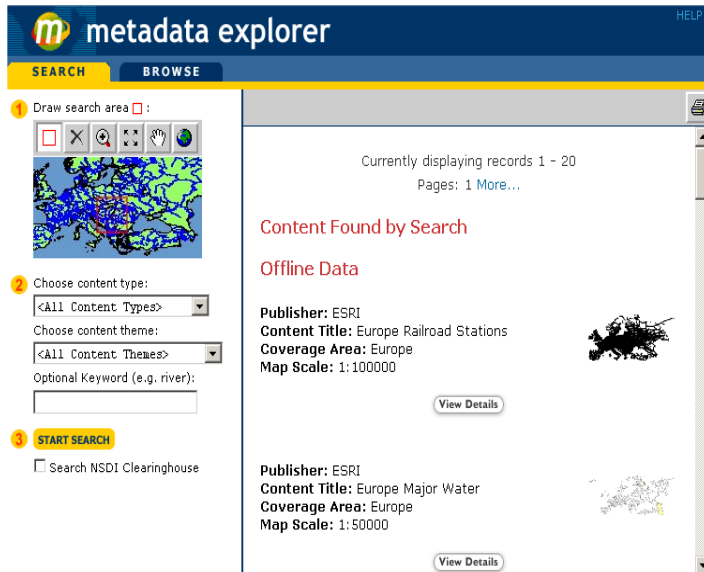 HELP
m metadata explorer
SEARCH
BROWSE
1 Draw search area :
2 Choose content type:
<All Content Types>
Choose content theme:
<All Content Themes>
Optional Keyword (e.g. river):
3 START SEARCH
Search NSDI Clearinghouse
Currently displaying records 1 - 20
Pages: 1 More...
Content Found by Search
Offline Data
Publisher: ESRI
Content Title: Europe Railroad Stations
Coverage Area: Europe
Map Scale: 1:100000
View Details
Publisher: ESRI
Content Title: Europe Major Water
Coverage Area: Europe
Map Scale: 1:50000
View Details